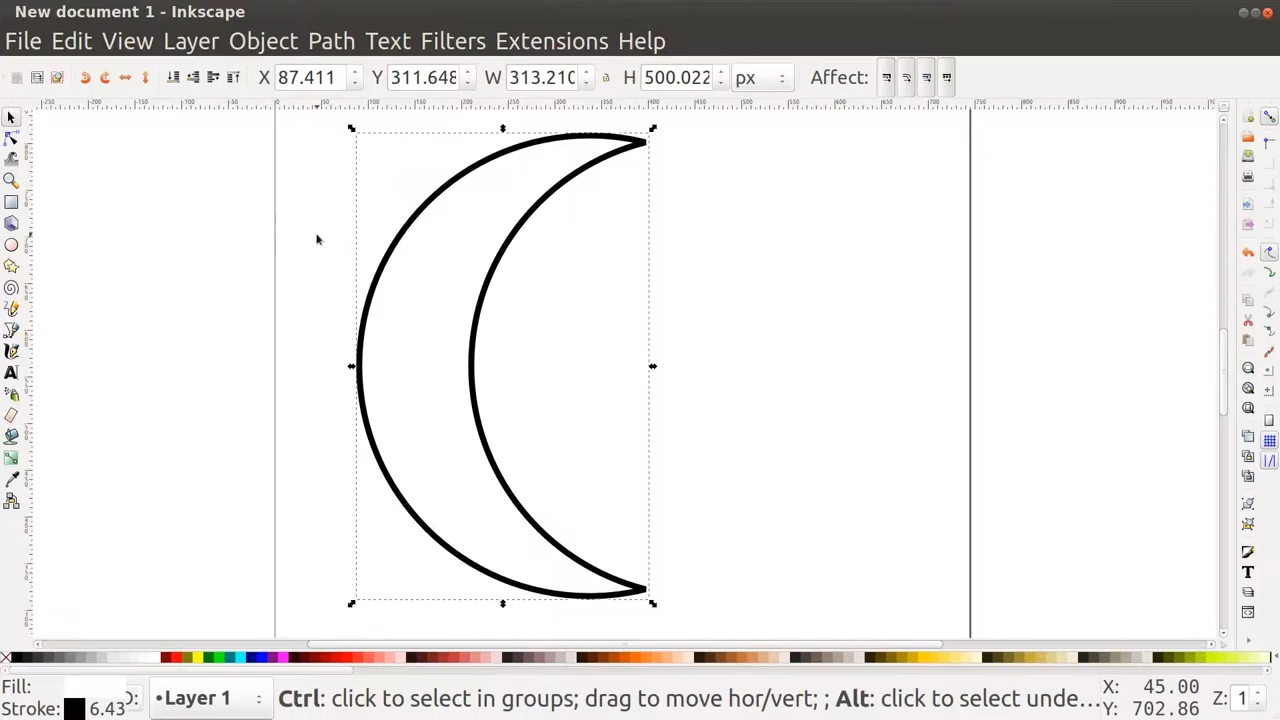 New document 1 - Inkscape
File Edit View Layer Object Path Text Filters Extensions Help
X 87.411 Y 311.648 W 313.210 H 500.022 px Affect:
Fill:
Stroke: 6.43
•Layer 1
Ctrl: click to select in groups; drag to move hor/vert; ; Alt: click to select unde...
X: 45.00
Y: 702.86
Z: 1